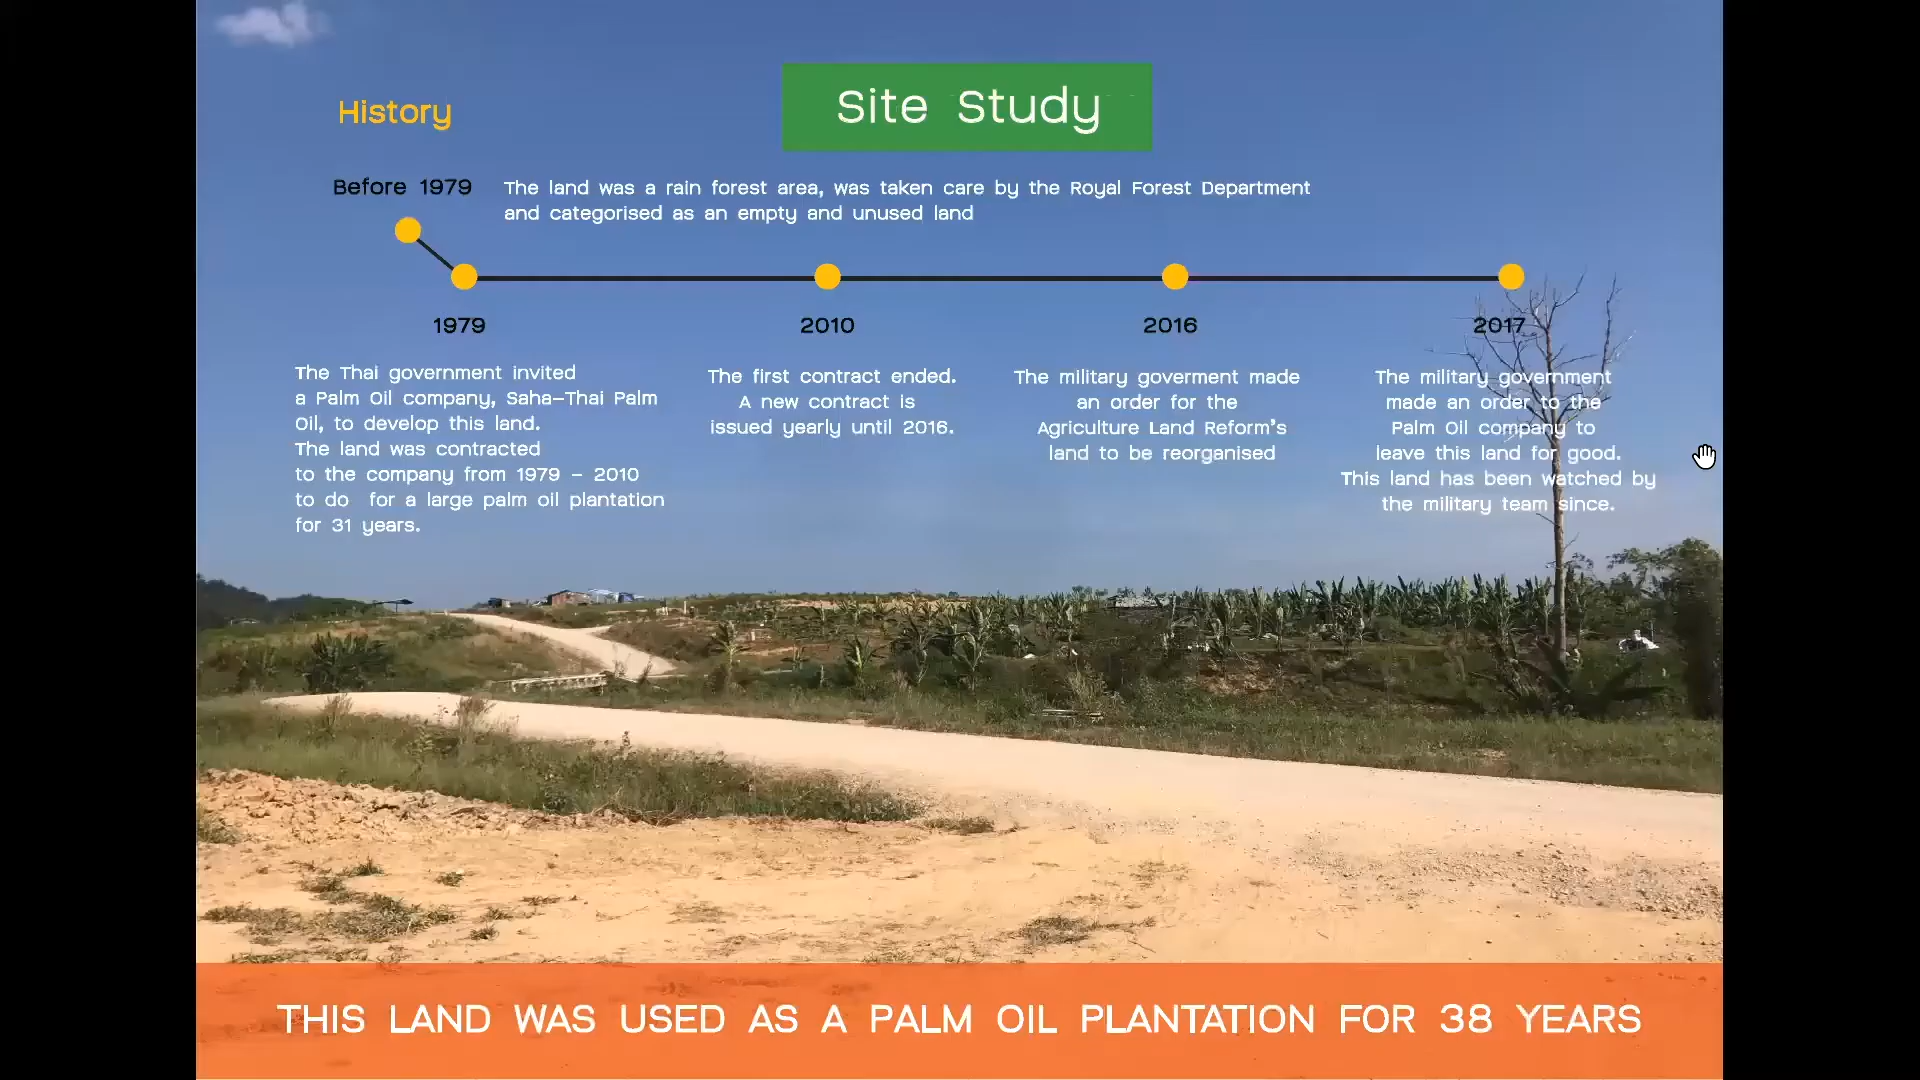 Site Study
History
Before 1979
The land was a rain forest area, was taken care by the Royal Forest Department
and categorised as an empty and unused land
1979
The Thai government invited
a Palm Oil company, Saha-Thai Palm
Oil, to develop this land.
The land was contracted
to the company from 1979 - 2010
to do for a large palm oil plantation
for 31 years.
2010
The first contract ended.
A new contract is
issued yearly until 2016.
2016
The military goverment made
an order for the
Agriculture Land Reform's
land to be reorganised
2017
The military government
made an order to the
Palm Oil company to
leave this land for good.
This land has been watched by
the military team since.
THIS LAND WAS USED AS A PALM OIL PLANTATION FOR 38 YEARS